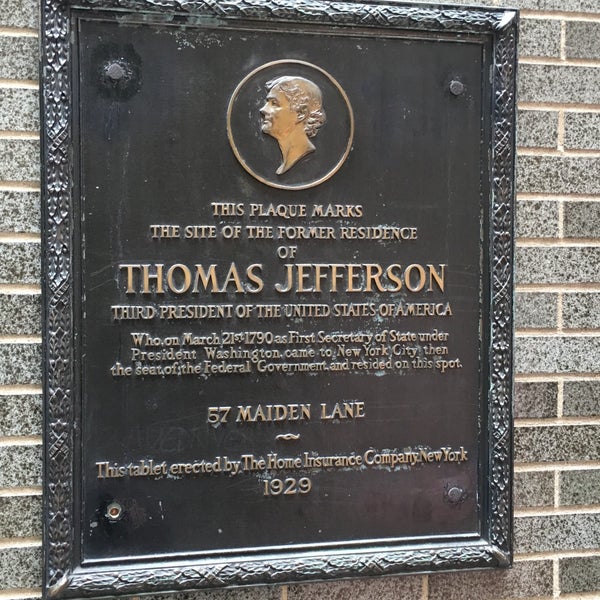 THIS PLAQUE MARKS
THE SITE OF THE FORMER RESIDENCE
OF
THOMAS JEFFERSON
THIRD PRESIDENT OF THE UNITED STATES OF AMERICA
Who, on March 21st 1790 as First Secretary of State under
President Washington, came to New York City, then
the seat of the Federal Government, and resided on this spot.
57 MAIDEN LANE
This tablet erected by The Home Insurance Company, New York
1929